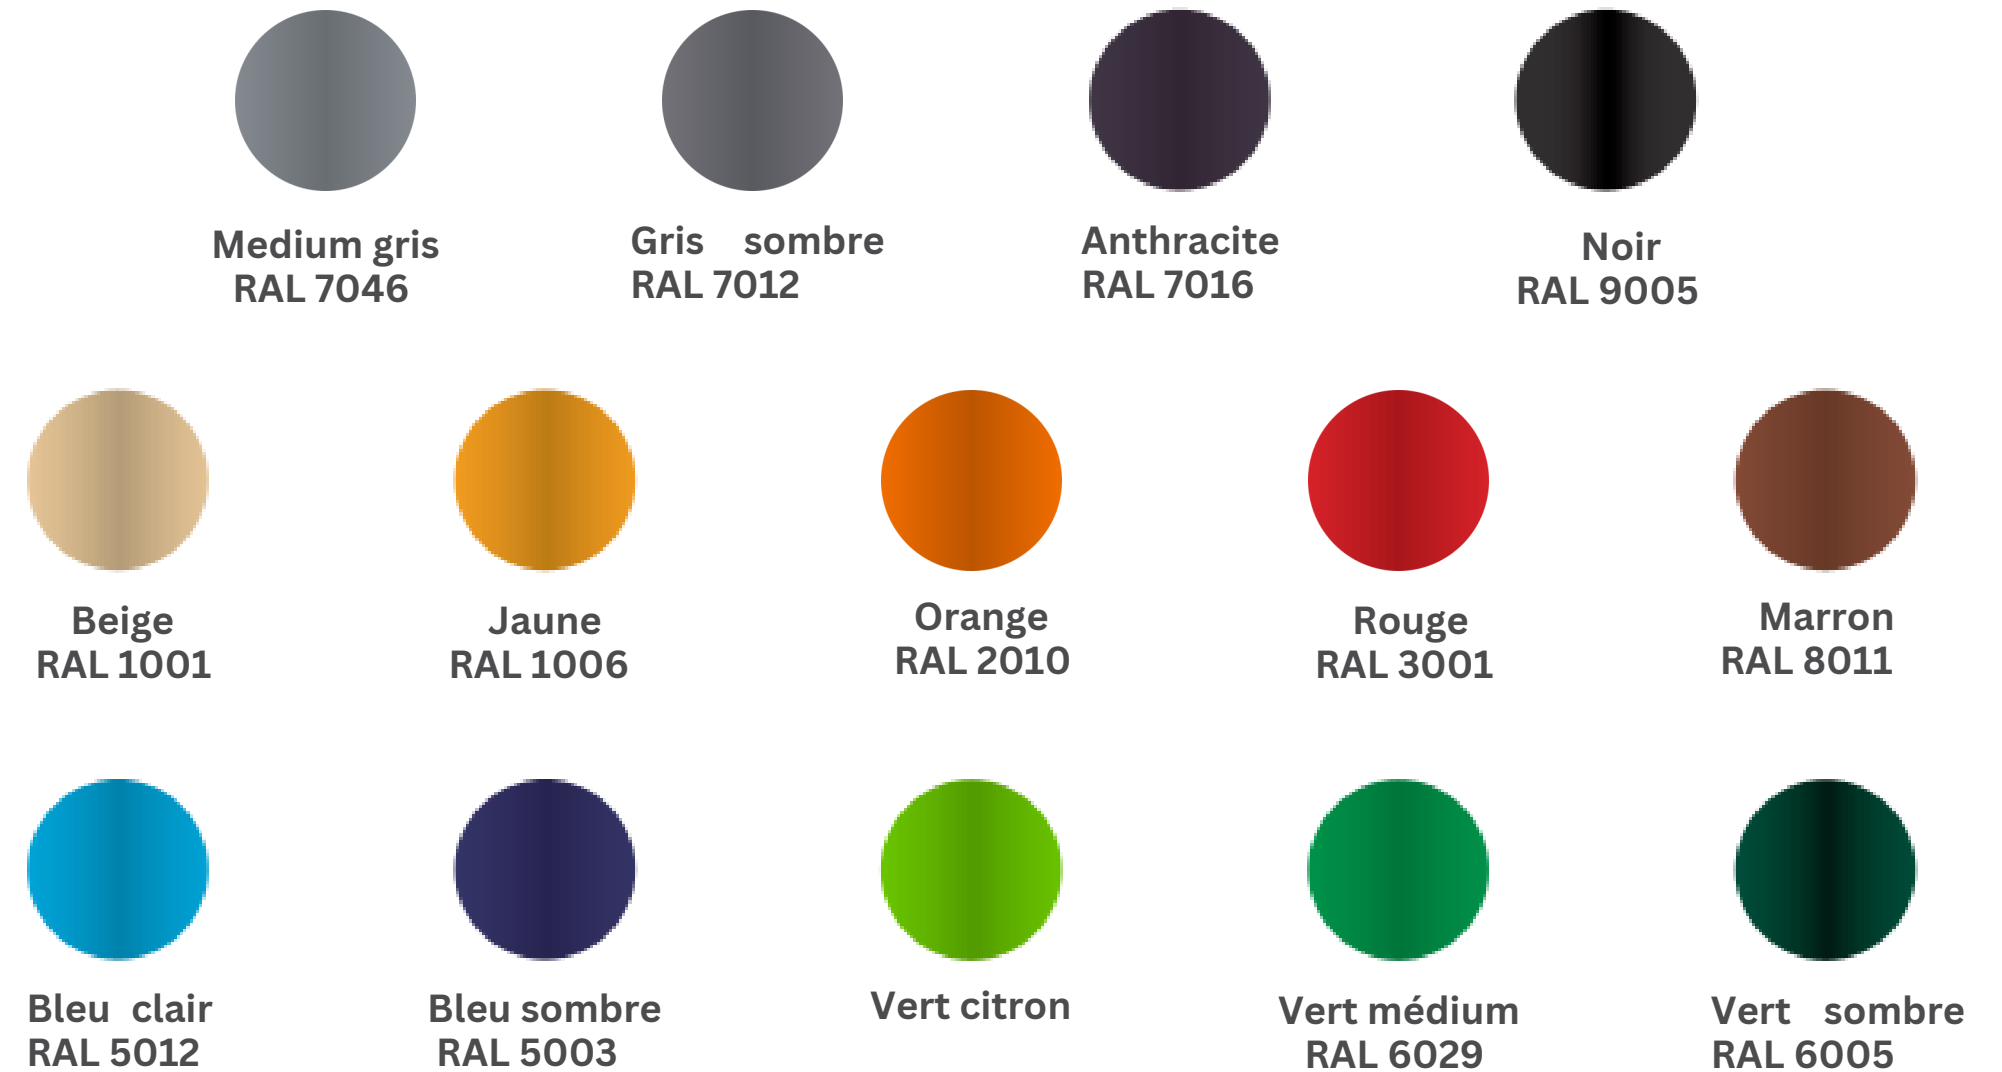 Medium gris
RAL 7046
Gris sombre
RAL 7012
Anthracite
RAL 7016
Noir
RAL 9005
Beige
RAL 1001
Jaune
RAL 1006
Orange
RAL 2010
Rouge
RAL 3001
Marron
RAL 8011
Bleu clair
RAL 5012
Bleu sombre
RAL 5003
Vert citron
Vert médium
RAL 6029
Vert sombre
RAL 6005